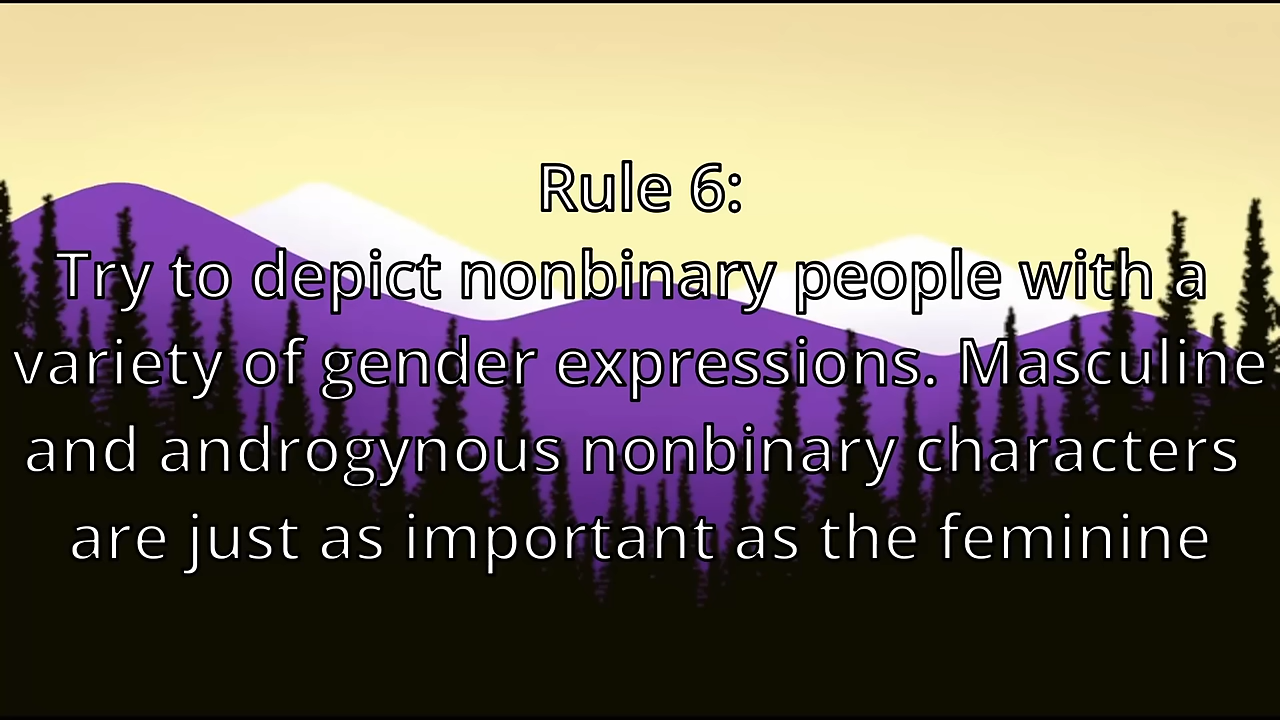 Rule 6:
Try to depict nonbinary people with a
variety of gender expressions. Masculine
and androgynous nonbinary characters
are just as important as the feminine